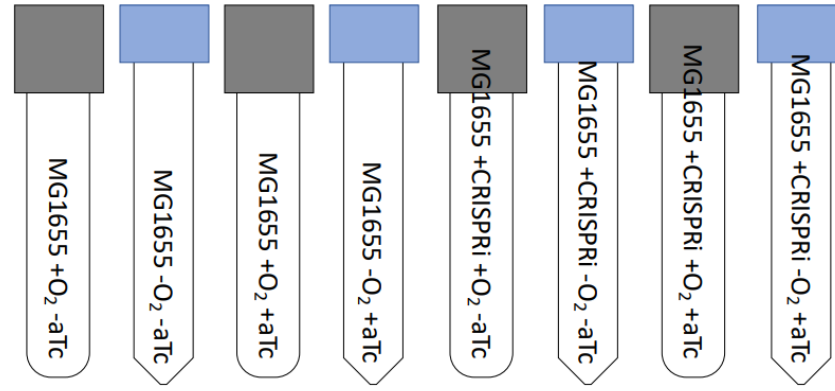 MG1655 +O₂ -aTc
MG1655 -O₂ -aTc
MG1655 +O₂ +aTc
MG1655 -O₂ +aTc
MG1655 +CRISPRi +O₂ -aTc
MG1655 +CRISPRi -O₂ -aTc
MG1655 +CRISPRi +O₂ +aTc
MG1655 +CRISPRi -O₂ +aTc